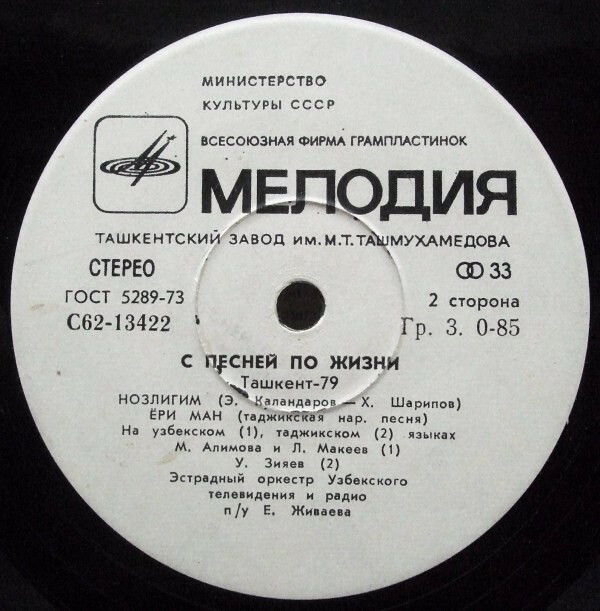 МИНИСТЕРСТВО
КУЛЬТУРЫ СССР
ВСЕСОЮЗНАЯ ФИРМА ГРАМПЛАСТИНОК
МЕЛОДИЯ
ТАШКЕНТСКИЙ ЗАВОД ИМ. М.Т. ТАШМУХАМЕДОВА
СТЕРЕО 33
ГОСТ 5289-73 2 сторона
С62-13422 Гр. 3. 0-85
С ПЕСНЕЙ ПО ЖИЗНИ
Ташкент-79
НОЗЛИГИМ (Э. Каландаров — Х. Шарипов)
ЁРИ МАН (таджикская нар. песня)
На узбекском (1), таджикском (2) языках
М. Алимова и Л. Макеев (1)
У. Зияев (2)
Эстрадный оркестр Узбекского
телевидения и радио
п/у Е. Живаева